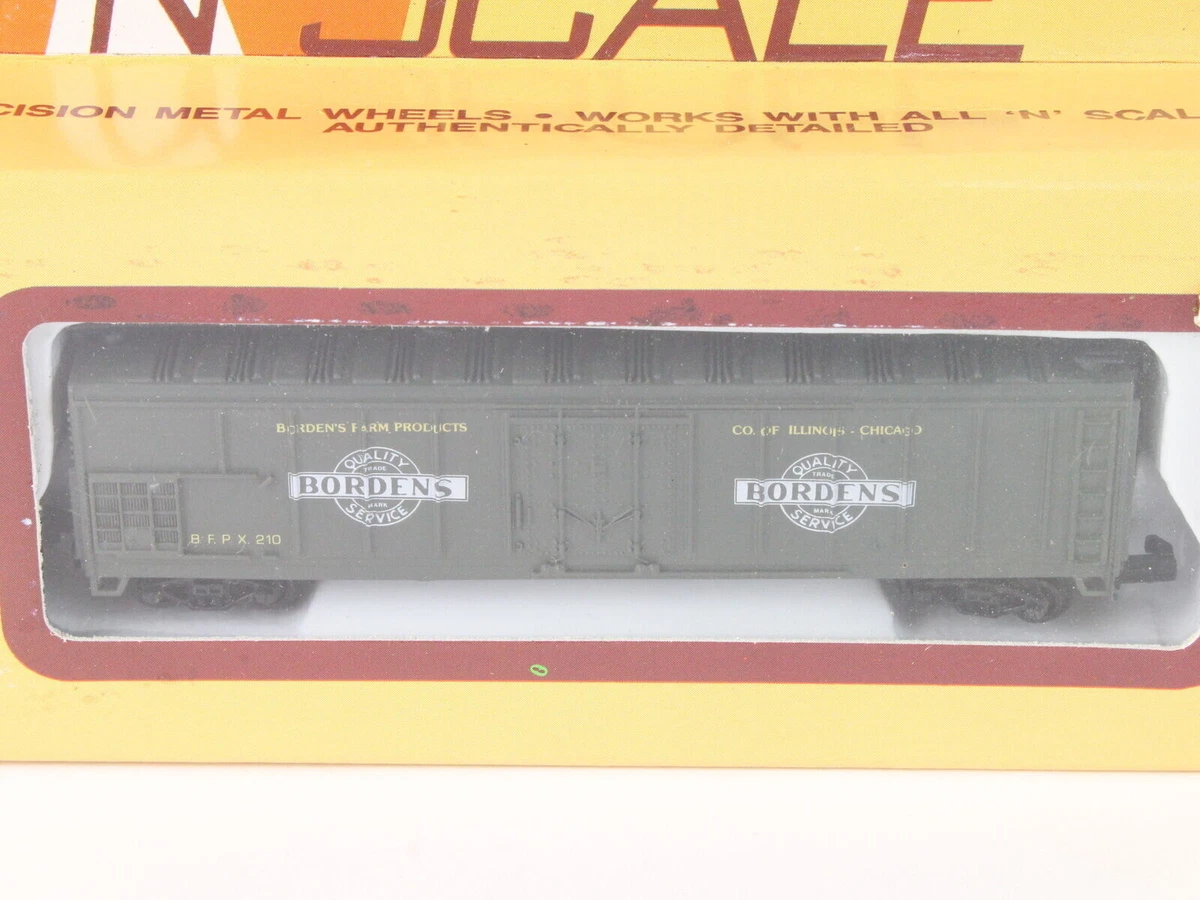 N SCALE
CISION METAL WHEELS • WORKS WITH ALL 'N' SCAL
AUTHENTICALLY DETAILED
BORDEN'S FARM PRODUCTS
CO. OF ILLINOIS - CHICAGO
QUALITY
TRADE
BORDENS
MARK
SERVICE
QUALITY
TRADE
BORDENS
MARK
SERVICE
B. F. P. X. 210
8